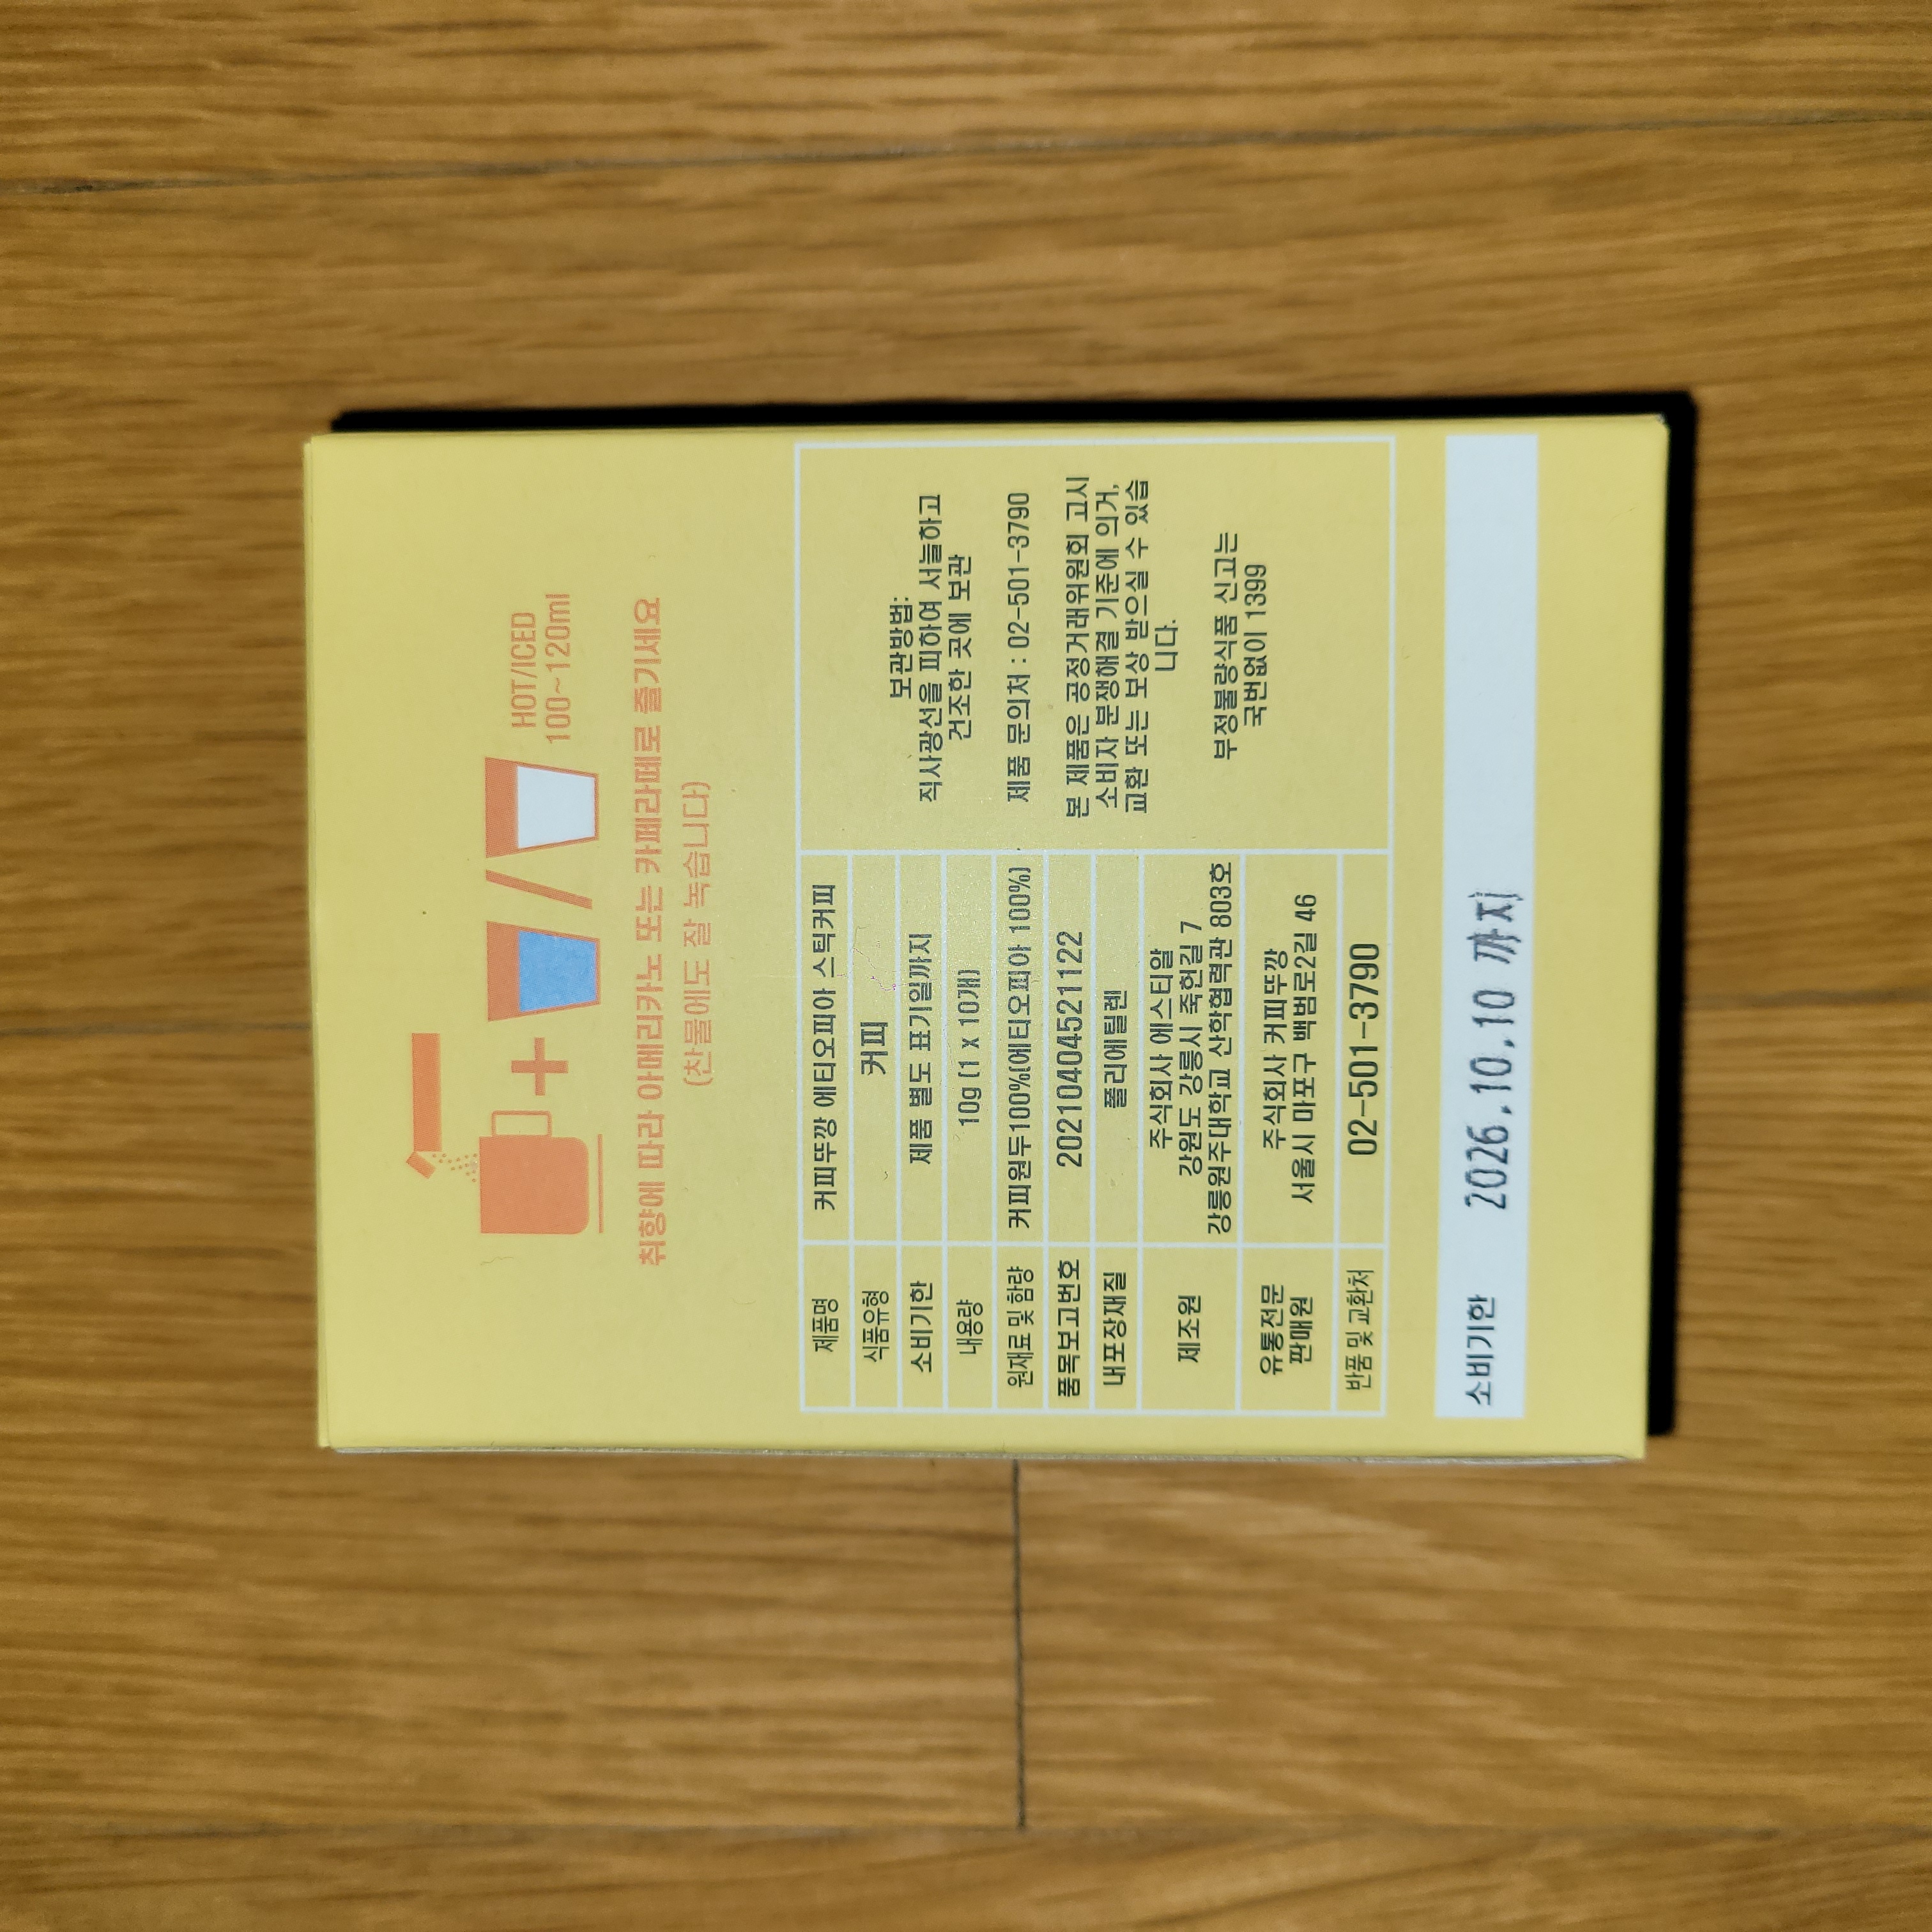 HOT/ICED
100~120ml
취향에 따라 아메리카노 또는 카페라떼로 즐기세요
(찬물에도 잘 녹습니다)
제품명 커피뚜깡 에티오피아 스틱커피
식품유형 커피
소비기한 제품 별도 표기일까지
내용량 10g (1 X 10개)
원재료 및 함량 커피원두100%(에티오피아 100%)
품목보고번호 20210404521122
내포장재질 폴리에틸렌
제조원
주식회사 에스티알
강원도 강릉시 죽헌길 7
강릉원주대학교 산학협력관 803호
유통전문
판매원
주식회사 커피뚜깡
서울시 마포구 백범로2길 46
반품 및 교환처 02-501-3790
보관방법:
직사광선을 피하여 서늘하고
건조한 곳에 보관
제품 문의처 : 02-501-3790
본 제품은 공정거래위원회 고시
소비자 분쟁해결 기준에 의거,
교환 또는 보상 받으실 수 있습
니다.
부정불량식품 신고는
국번없이 1399
소비기한 2026.10.10 까지